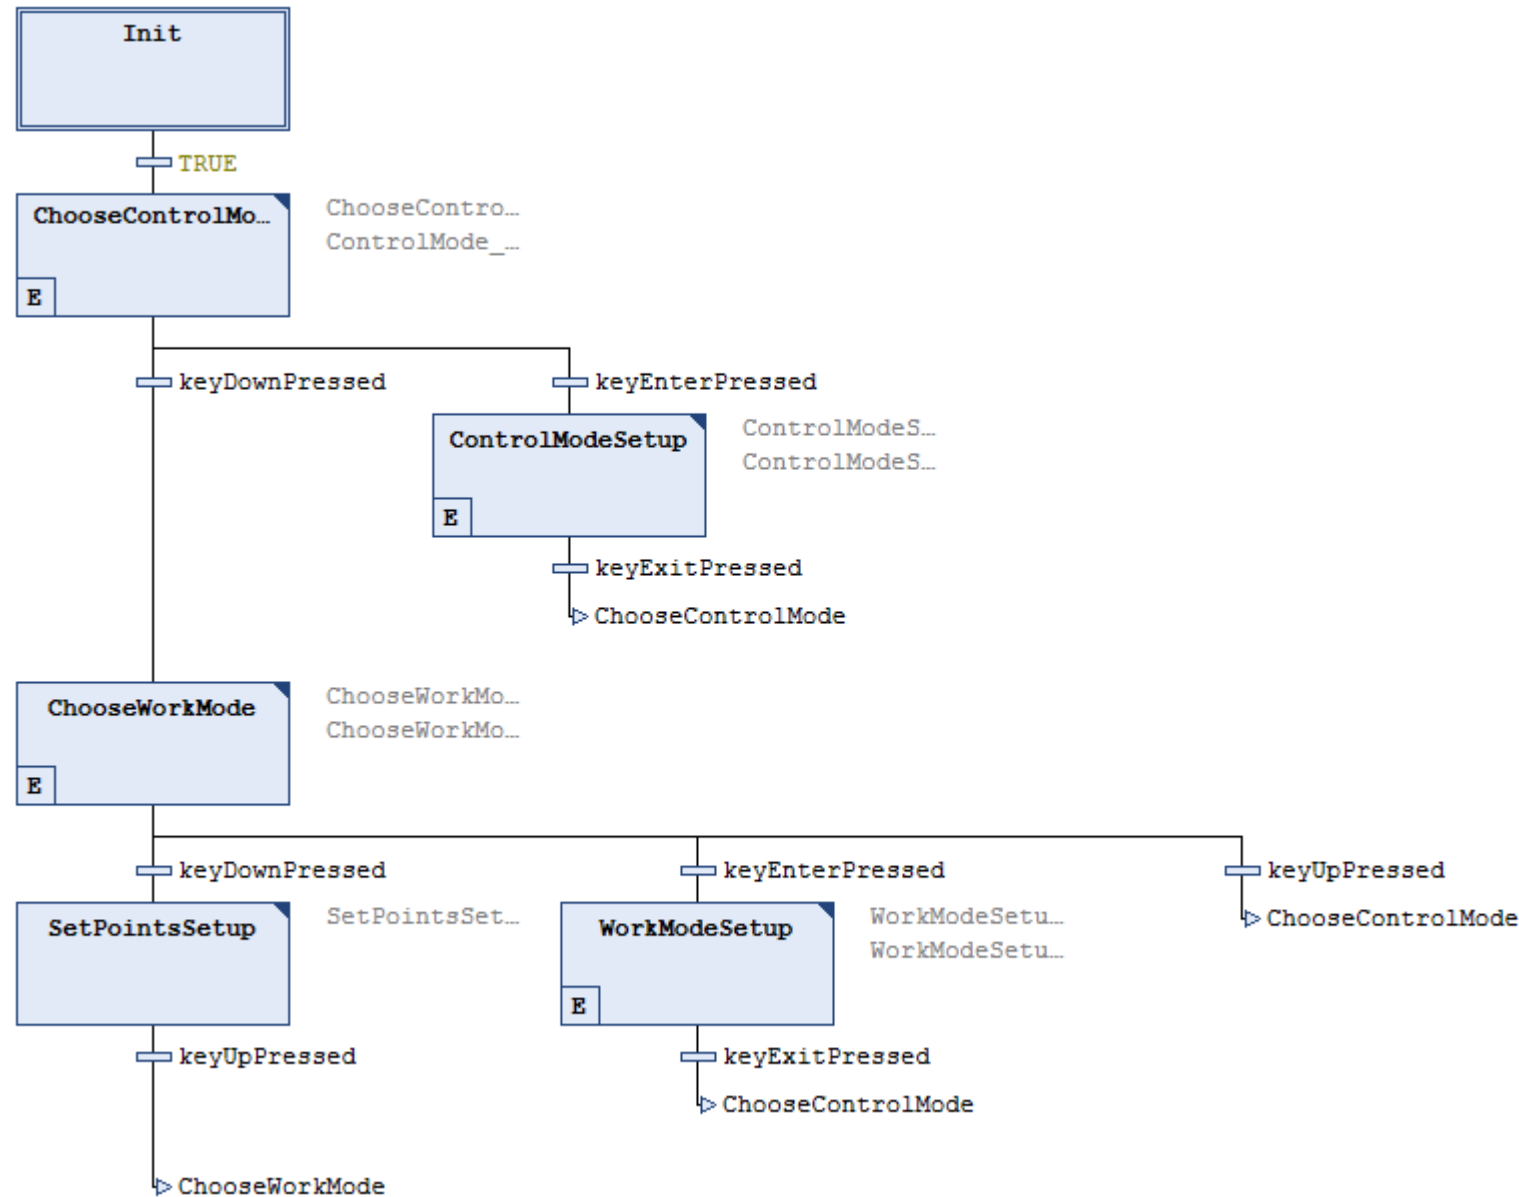 Init
TRUE
ChooseControlMo…
ChooseContro…
ControlMode_…
E
keyDownPressed
keyEnterPressed
ControlModeSetup
ControlModeS…
ControlModeS…
E
keyExitPressed
ChooseControlMode
ChooseWorkMode
ChooseWorkMo…
ChooseWorkMo…
E
keyDownPressed
keyEnterPressed
keyUpPressed
ChooseControlMode
SetPointsSetup
SetPointsSet…
WorkModeSetup
WorkModeSetu…
WorkModeSetu…
E
keyUpPressed
keyExitPressed
ChooseControlMode
ChooseWorkMode